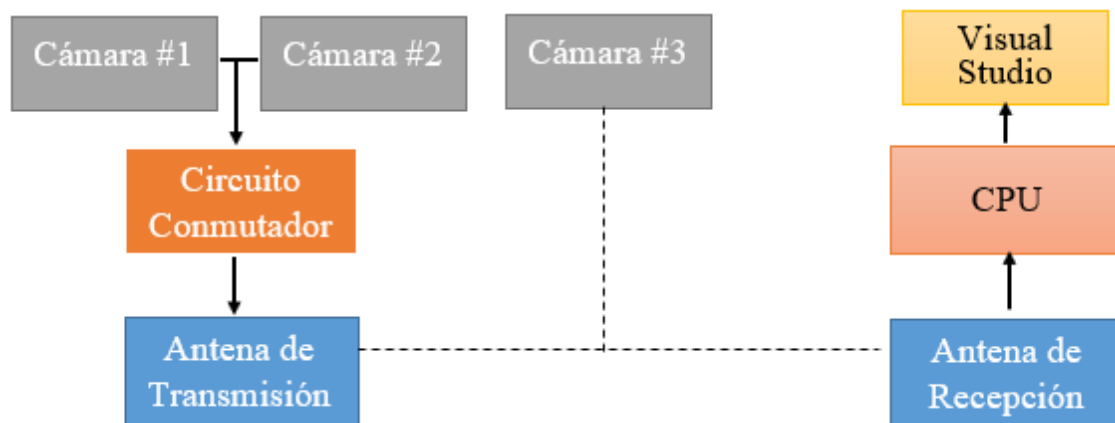 Cámara #1
Cámara #2
Cámara #3
Visual
Studio
Circuito
Conmutador
CPU
Antena de
Transmisión
Antena de
Recepción